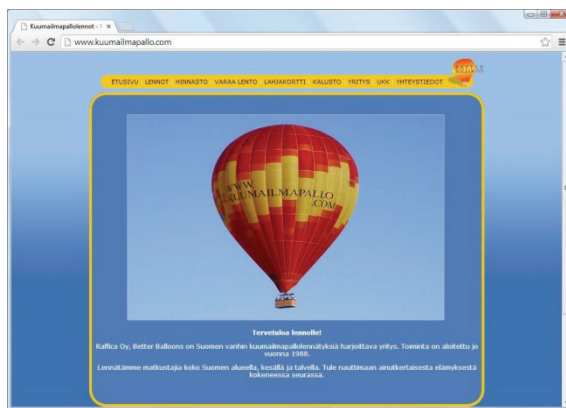 Kuumailmapallolennot - 
www.kuumailmapallo.com
ETUSIVU LENNOT HINNASTO VARAA LENTO LAHJAKORTTI KALUSTO YRITYS UKK YHTEYSTIEDOT
WWW
KUUMAILMAPALLO
.COM
Tervetuloa lennolle!
Raffica Oy, Better Balloons on Suomen vanhin kuumailmapallolennätyksiä harjoittava yritys. Toiminta on aloitettu jo
vuonna 1988.
Lennätämme matkustajia koko Suomen alueella, kesällä ja talvella. Tule nauttimaan ainutkertaisesta elämyksestä
kokeneessa seurassa.